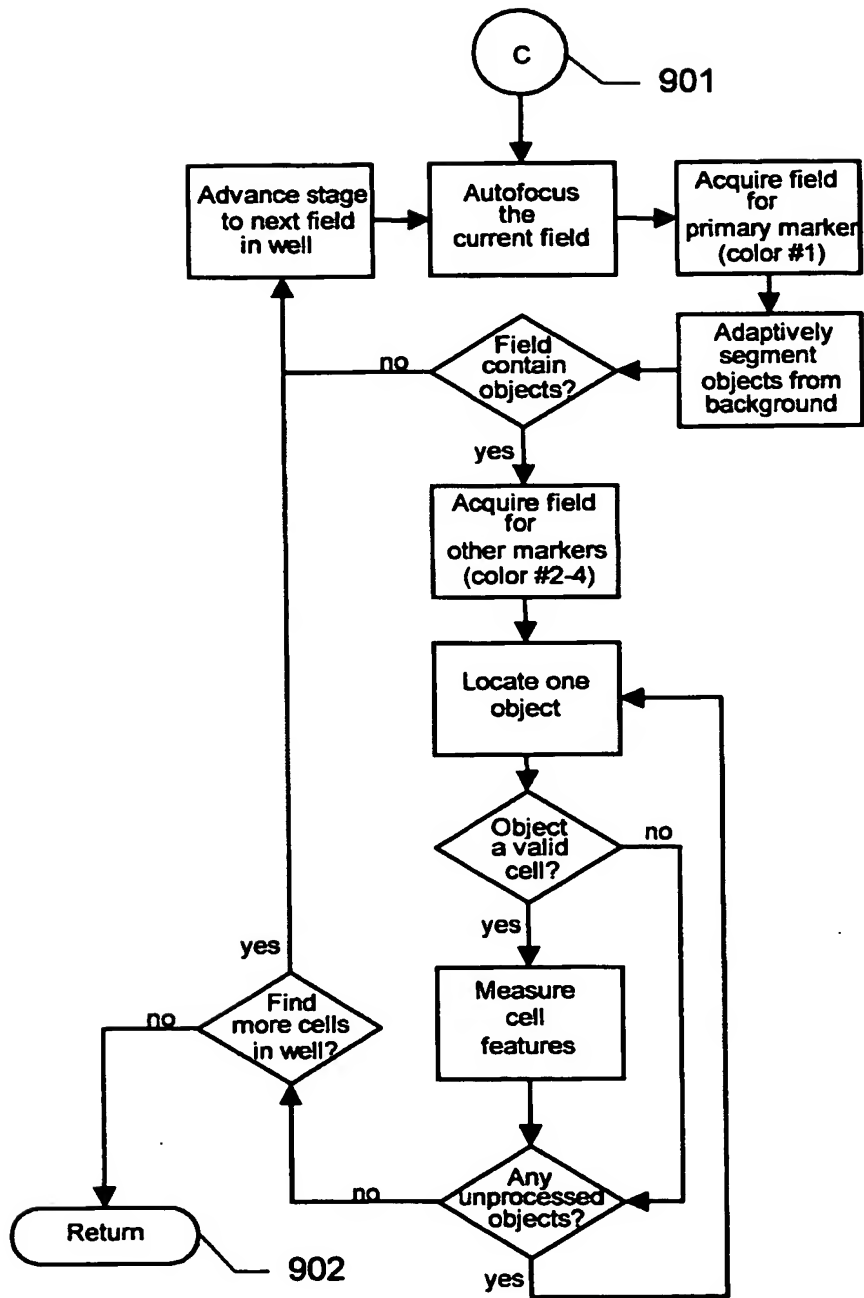 C
901
Advance stage
to next field
in well
Autofocus
the
current field
Acquire field
for
primary marker
(color #1)
Adaptively
segment
objects from
background
Field
contain
objects?
no
yes
Acquire field
for
other markers
(color #2-4)
Locate one
object
Object
a valid
cell?
no
yes
Measure
cell
features
Any
unprocessed
objects?
no
yes
Find
more cells
in well?
yes
no
Return
902